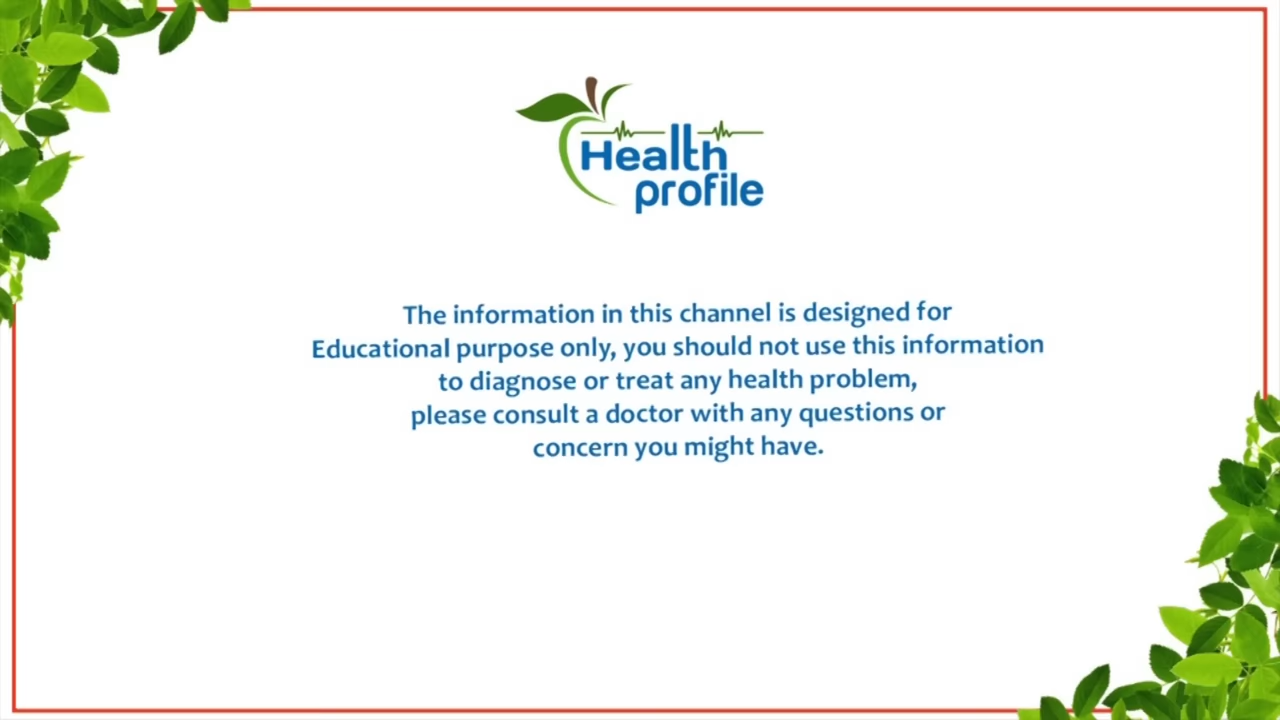 Health
profile
The information in this channel is designed for
Educational purpose only, you should not use this information
to diagnose or treat any health problem,
please consult a doctor with any questions or
concern you might have.